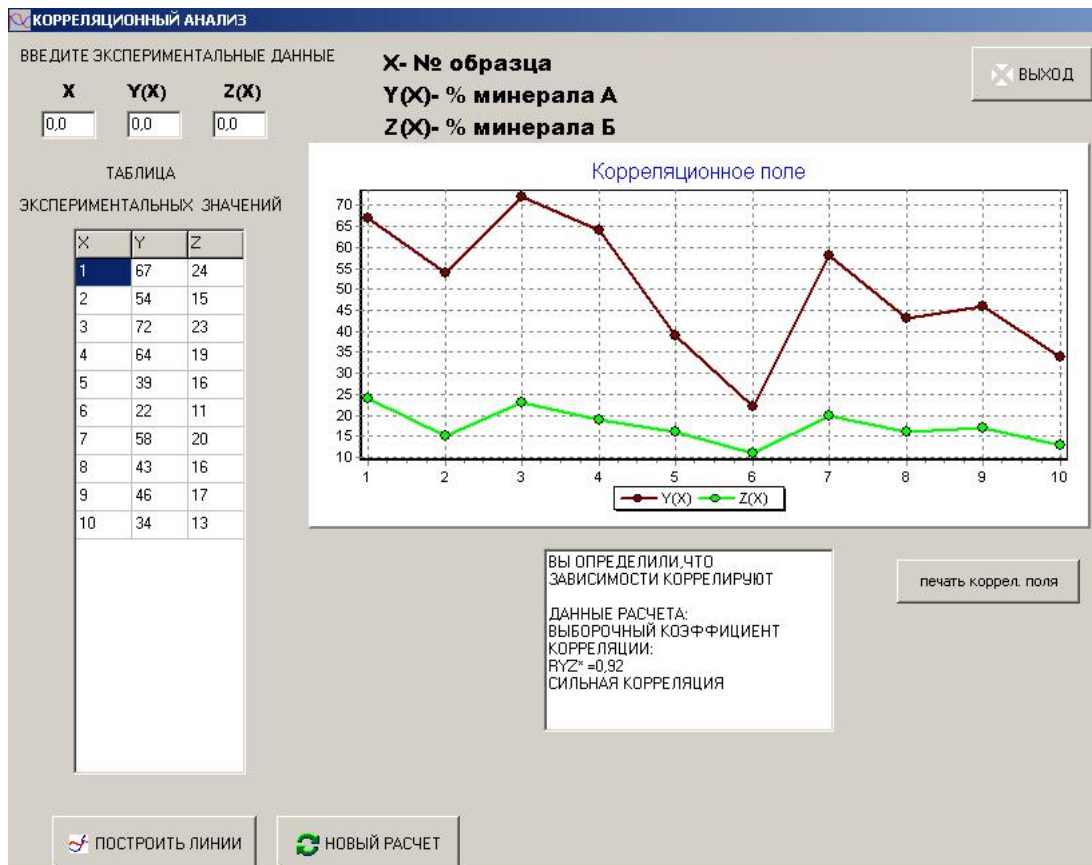 КОРРЕЛЯЦИОННЫЙ АНАЛИЗ
ВВЕДИТЕ ЭКСПЕРИМЕНТАЛЬНЫЕ ДАННЫЕ
X Y(X) Z(X)
0,0 0,0 0,0
X- № образца
Y(X)- % минерала А
Z(X)- % минерала Б
ВЫХОД
ТАБЛИЦА
ЭКСПЕРИМЕНТАЛЬНЫХ ЗНАЧЕНИЙ
X Y Z
1 67 24
2 54 15
3 72 23
4 64 19
5 39 16
6 22 11
7 58 20
8 43 16
9 46 17
10 34 13
Корреляционное поле
70
65
60
55
50
45
40
35
30
25
20
15
10
1 2 3 4 5 6 7 8 9 10
Y(X) Z(X)
ВЫ ОПРЕДЕЛИЛИ,ЧТО
ЗАВИСИМОСТИ КОРРЕЛИРУЮТ
ДАННЫЕ РАСЧЕТА:
ВЫБОРОЧНЫЙ КОЭФФИЦИЕНТ
КОРРЕЛЯЦИИ:
RYZ* =0,92
СИЛЬНАЯ КОРРЕЛЯЦИЯ
печать коррел. поля
ПОСТРОИТЬ ЛИНИИ
НОВЫЙ РАСЧЕТ